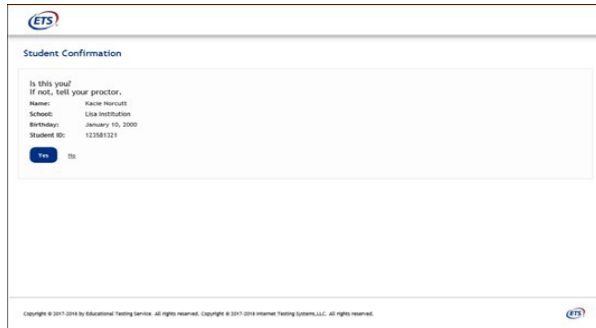 ETS
Student Confirmation
Is this you?
If not, tell your proctor.
Name: Kacie Norcutt
School: Lisa Institution
Birthday: January 10, 2000
Student ID: 123581321
Yes No
Copyright © 2017-2018 by Educational Testing Service. All rights reserved. Copyright © 2017-2018 Internet Testing Systems,LLC. All rights reserved.
ETS